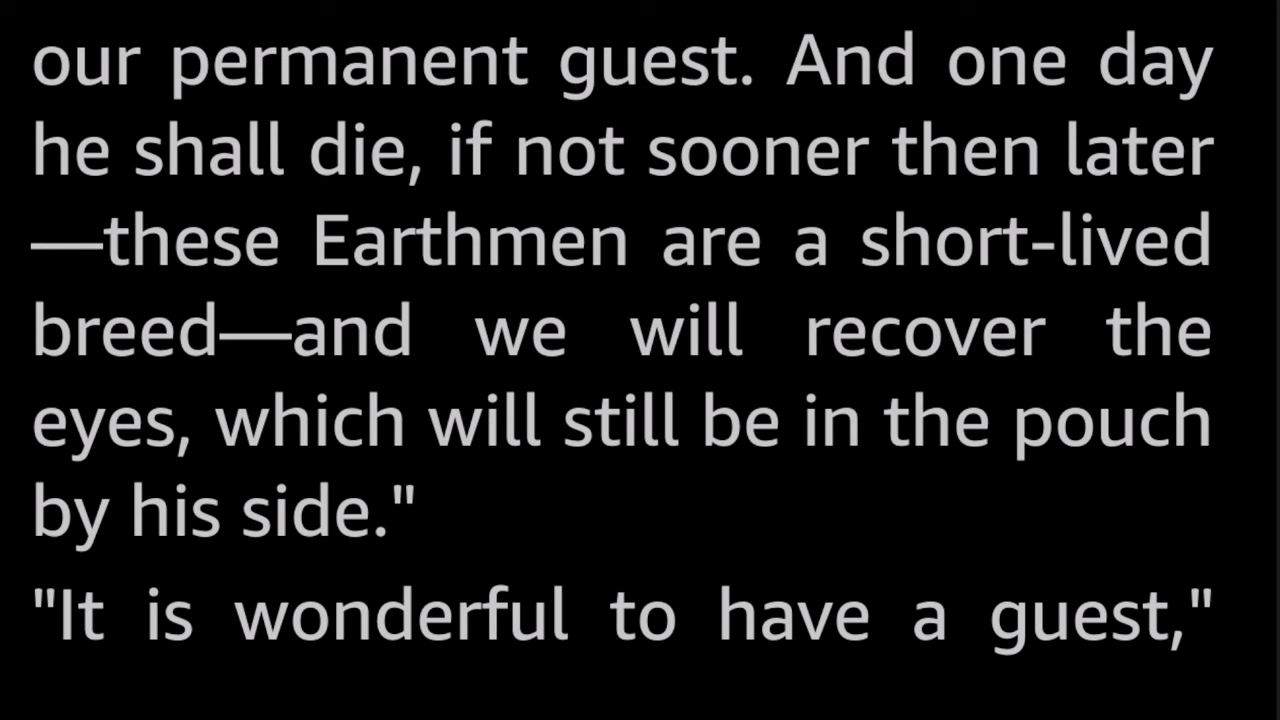 our permanent guest. And one day
he shall die, if not sooner then later
—these Earthmen are a short-lived
breed—and we will recover the
eyes, which will still be in the pouch
by his side."
"It is wonderful to have a guest,"